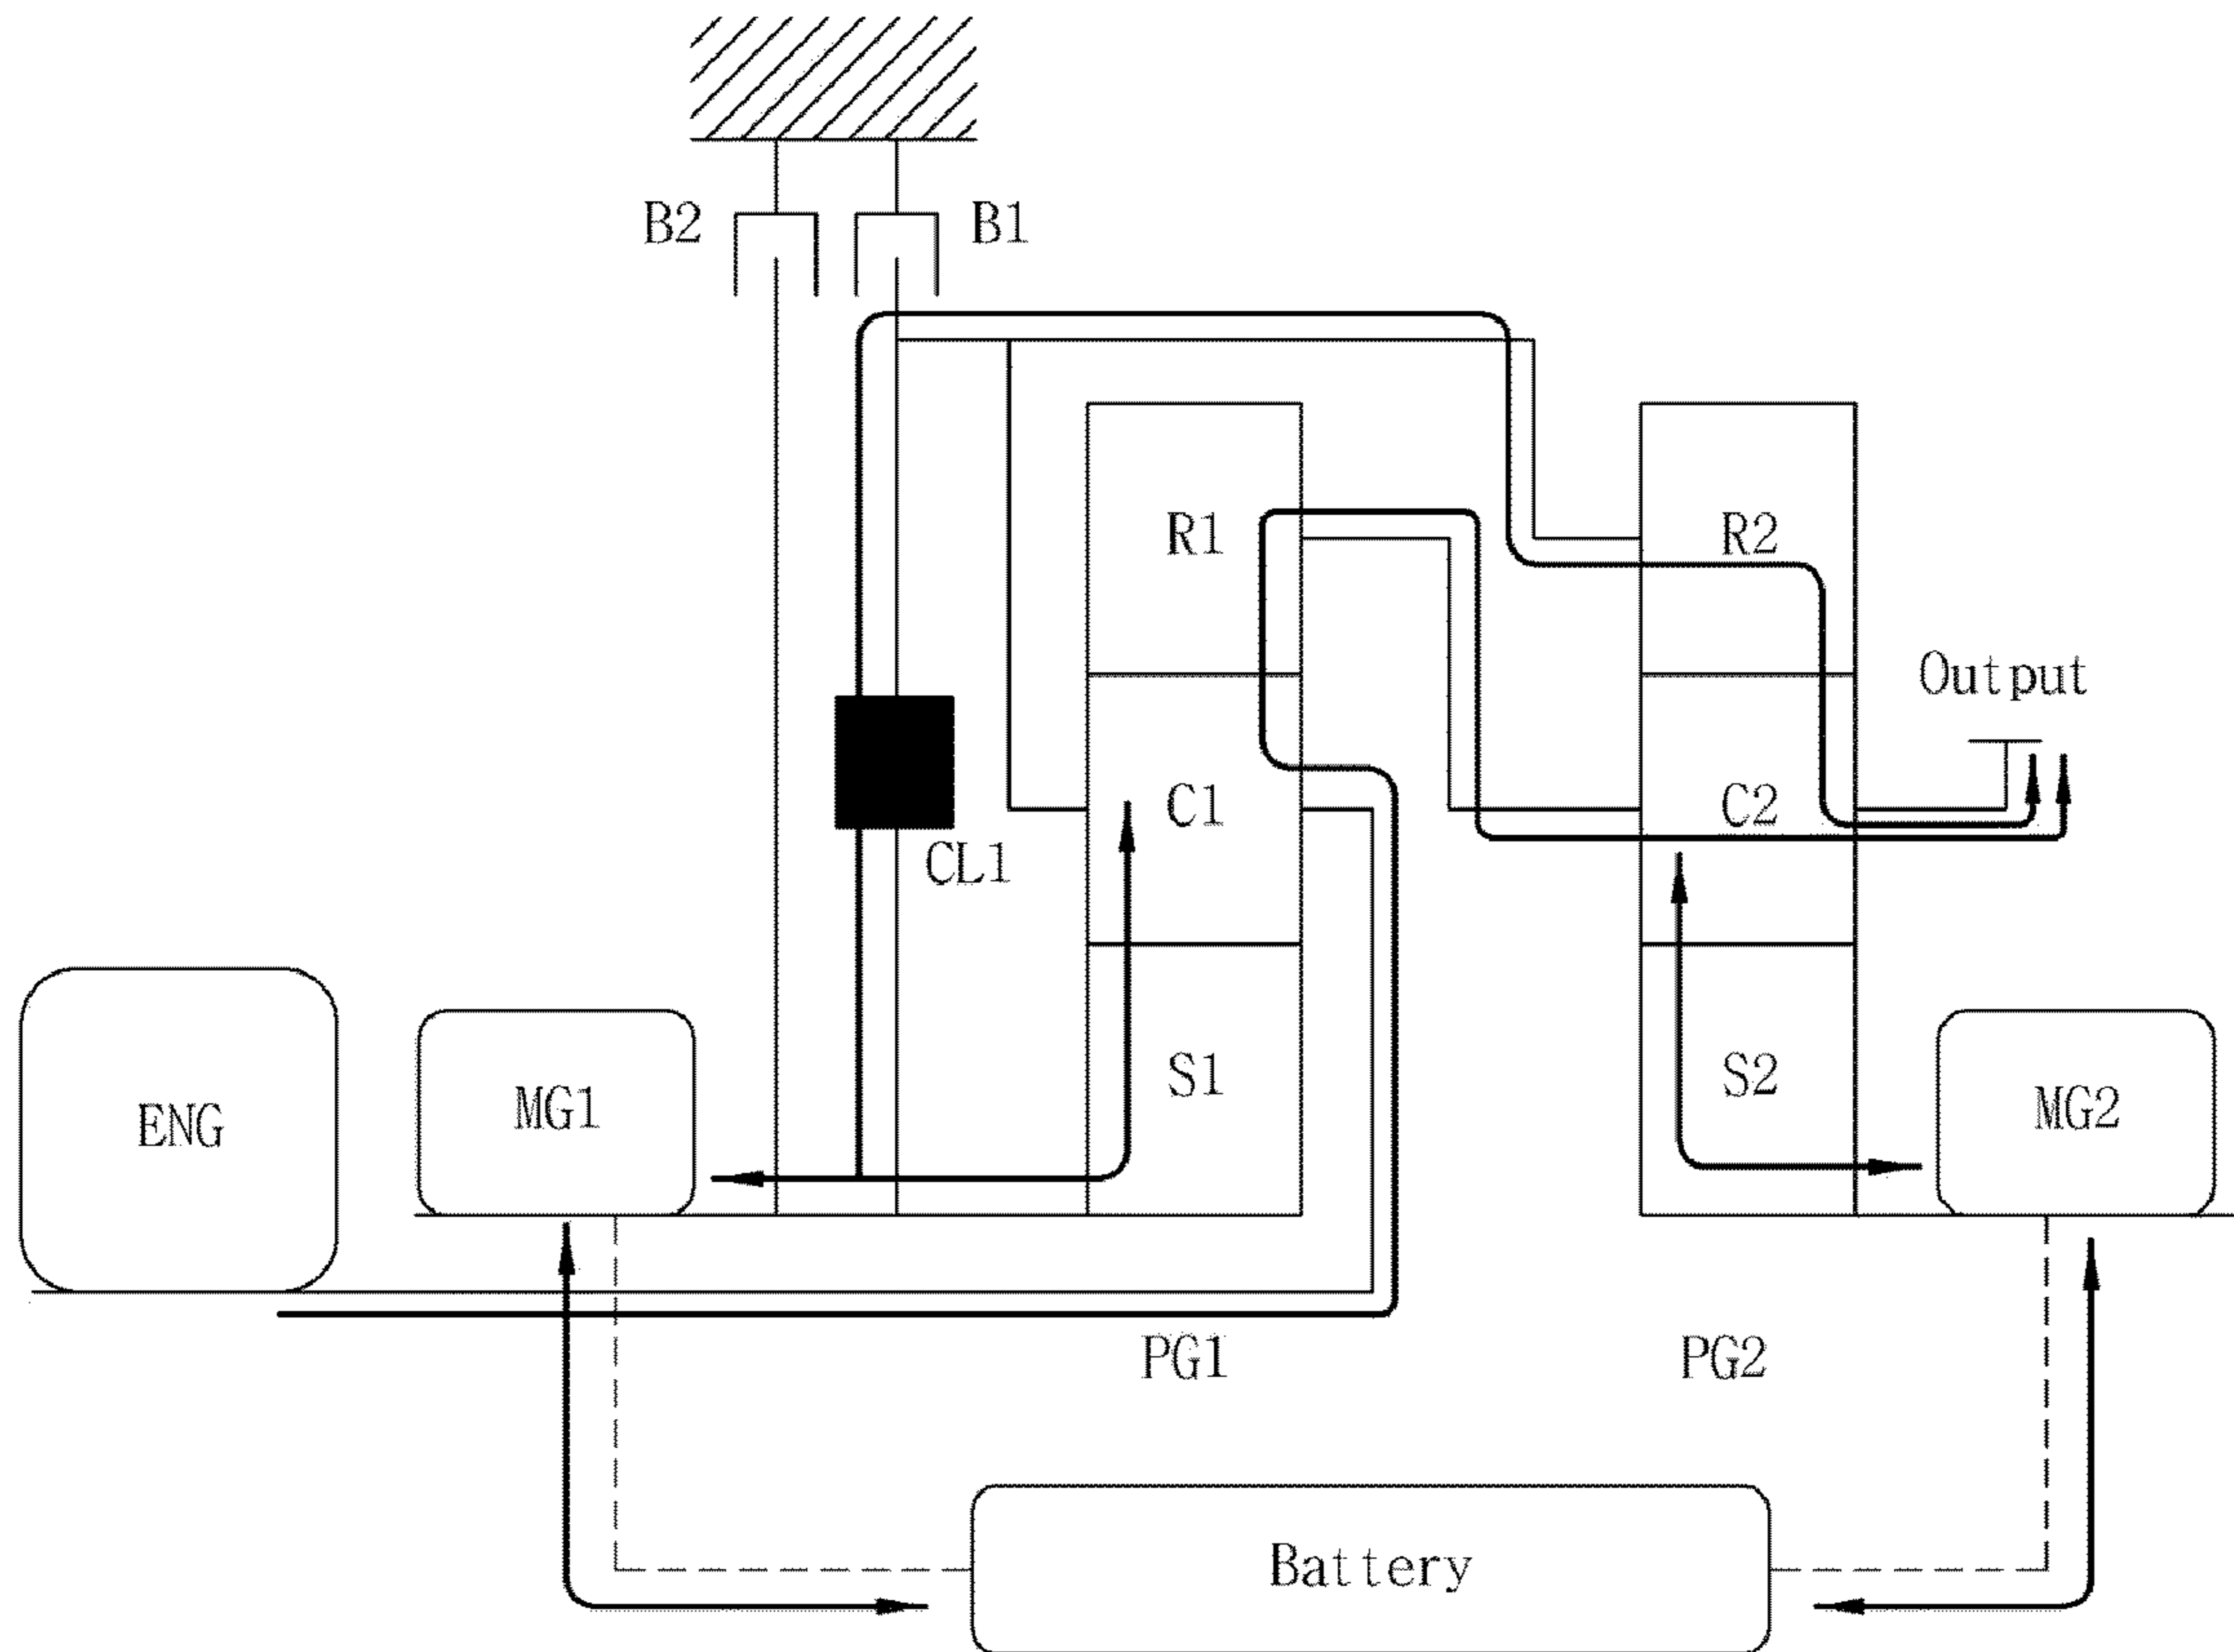 B2
B1
R1
R2
Output
C1
C2
CL1
S1
S2
MG1
MG2
ENG
PG1
PG2
Battery